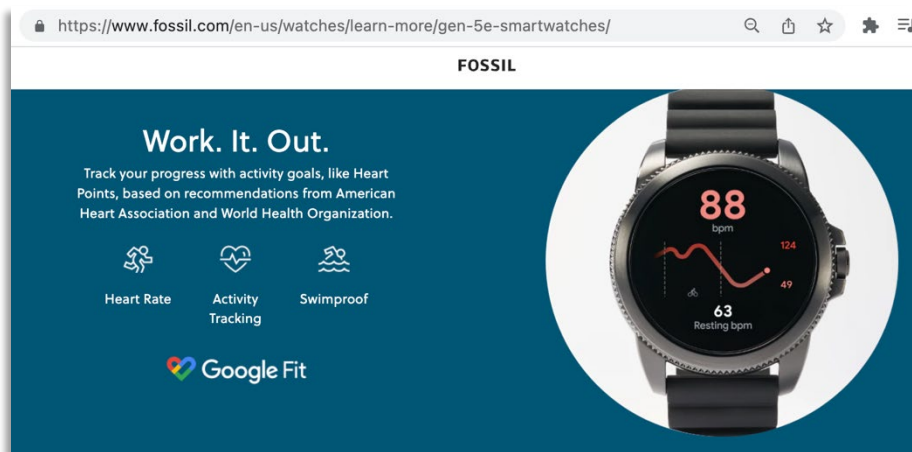 https://www.fossil.com/en-us/watches/learn-more/gen-5e-smartwatches/
FOSSIL
Work. It. Out.
Track your progress with activity goals, like Heart
Points, based on recommendations from American
Heart Association and World Health Organization.
Heart Rate
Activity
Tracking
Swimproof
Google Fit
88
bpm
124
49
63
Resting bpm